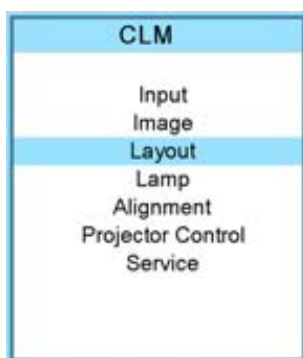 CLM
Input
Image
Layout
Lamp
Alignment
Projector Control
Service